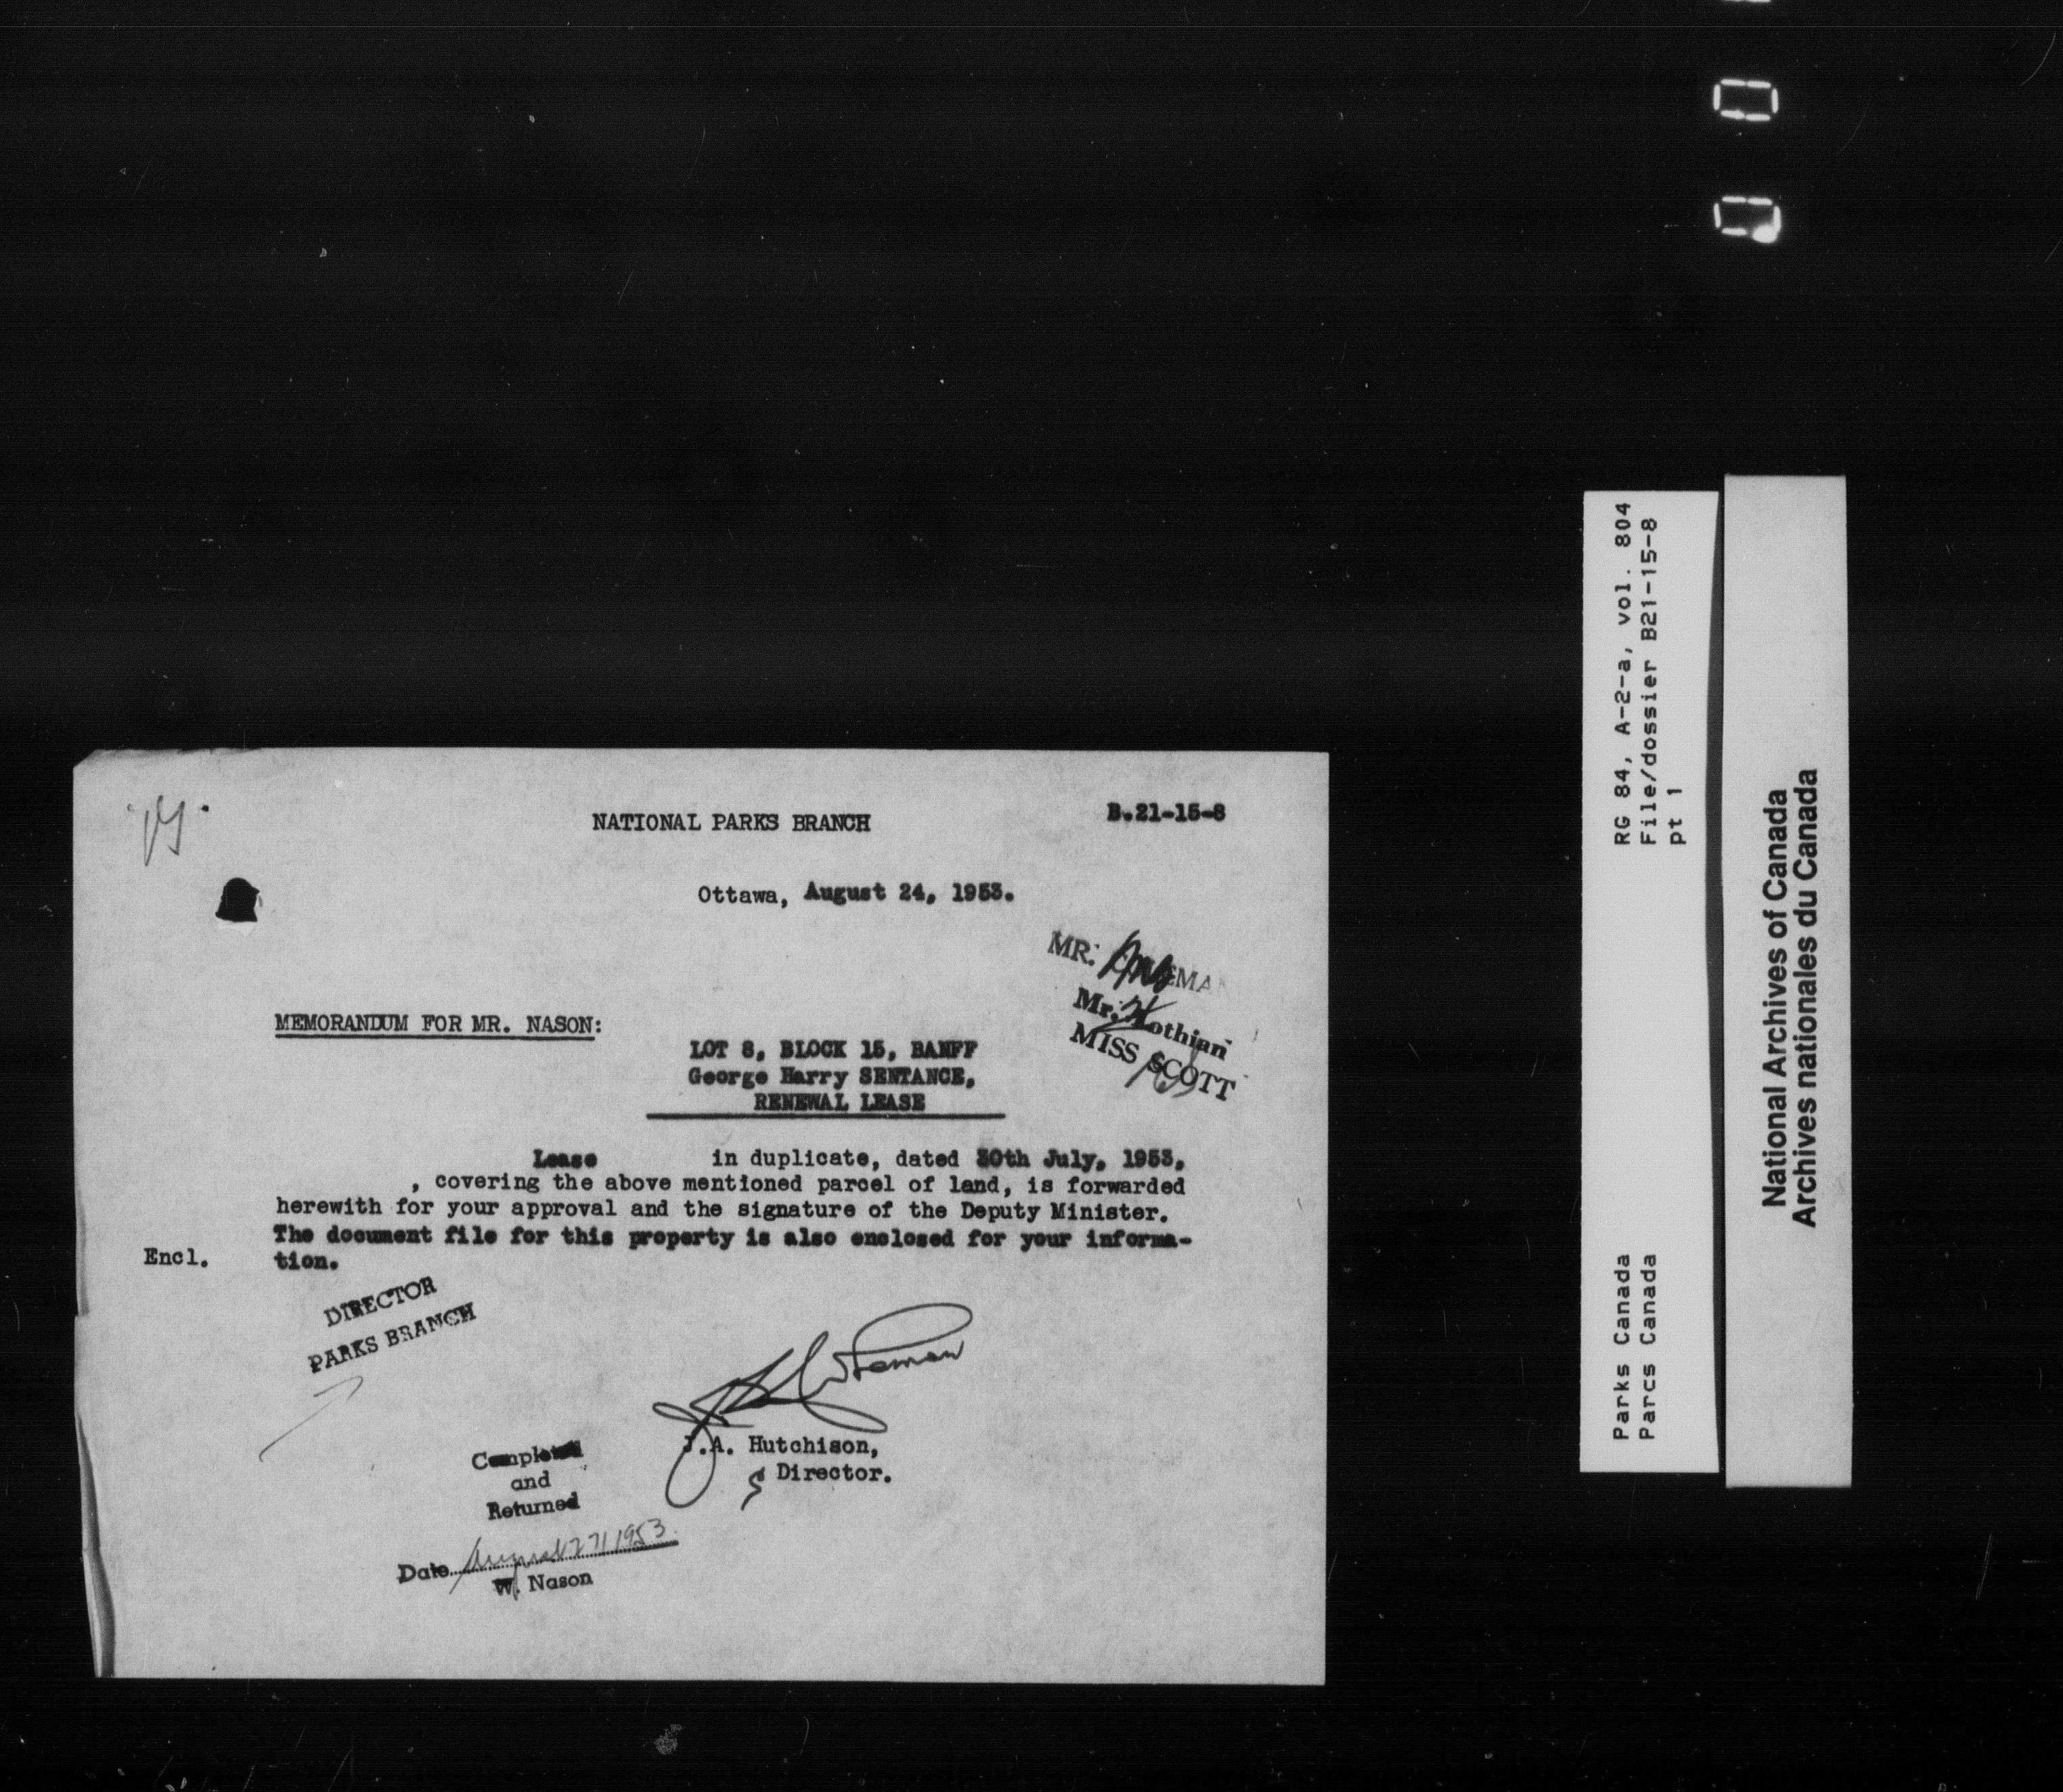 NATIONAL PARKS BRANCH
B.21-15-8
Ottawa, August 24, 1953.
MR.
Mr. Lothian
MISS SCOTT
MEMORANDUM FOR MR. NASON:
LOT 8, BLOCK 15, BANFF
George Harry SENTANCE,
RENEWAL LEASE
Lease in duplicate, dated 30th July, 1953,
, covering the above mentioned parcel of land, is forwarded
herewith for your approval and the signature of the Deputy Minister.
The document file for this property is also enclosed for your informa-
tion.
Encl.
DIRECTOR
PARKS BRANCH
J.A. Hutchison,
Director.
Completed
and
Returned
Date August 27/1953.
W. Nason
RG 84, A-2-a, vol. 804
File/dossier B21-15-8
pt 1
Parks Canada
Parcs Canada
National Archives of Canada
Archives nationales du Canada